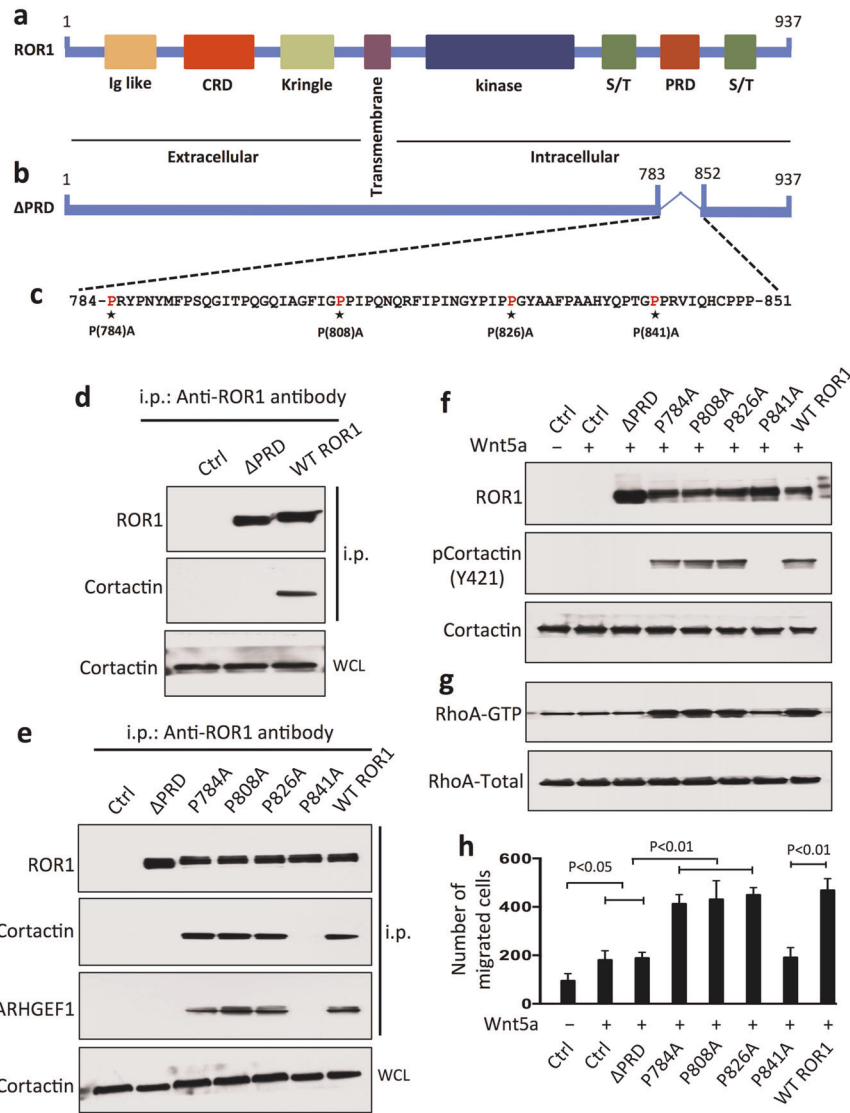 a
1
937
ROR1
Ig like
CRD
Kringle
Transmembrane
kinase
S/T
PRD
S/T
Extracellular
Intracellular
b
1
783
852
937
ΔPRD
c
784-PRYPNYMFPSQGITPQGQIAGFIGPPIPQNQRFIPINGYPIPPGYAAFPAAHYQPTGPPRVIQHCPPP-851
★ ★ ★ ★
P(784)A P(808)A P(826)A P(841)A
d
i.p.: Anti-ROR1 antibody
Ctrl ΔPRD WT ROR1
ROR1
Cortactin
i.p.
Cortactin
WCL
e
i.p.: Anti-ROR1 antibody
Ctrl ΔPRD P784A P808A P826A P841A WT ROR1
ROR1
Cortactin
i.p.
ARHGEF1
Cortactin
WCL
f
Ctrl Ctrl ΔPRD P784A P808A P826A P841A WT ROR1
Wnt5a – + + + + + + +
ROR1
pCortactin
(Y421)
Cortactin
g
RhoA-GTP
RhoA-Total
h
Number of
migrated cells
600
400
200
0
P<0.05
P<0.01
P<0.01
Wnt5a – + + + + + + +
Ctrl Ctrl ΔPRD P784A P808A P826A P841A WT ROR1